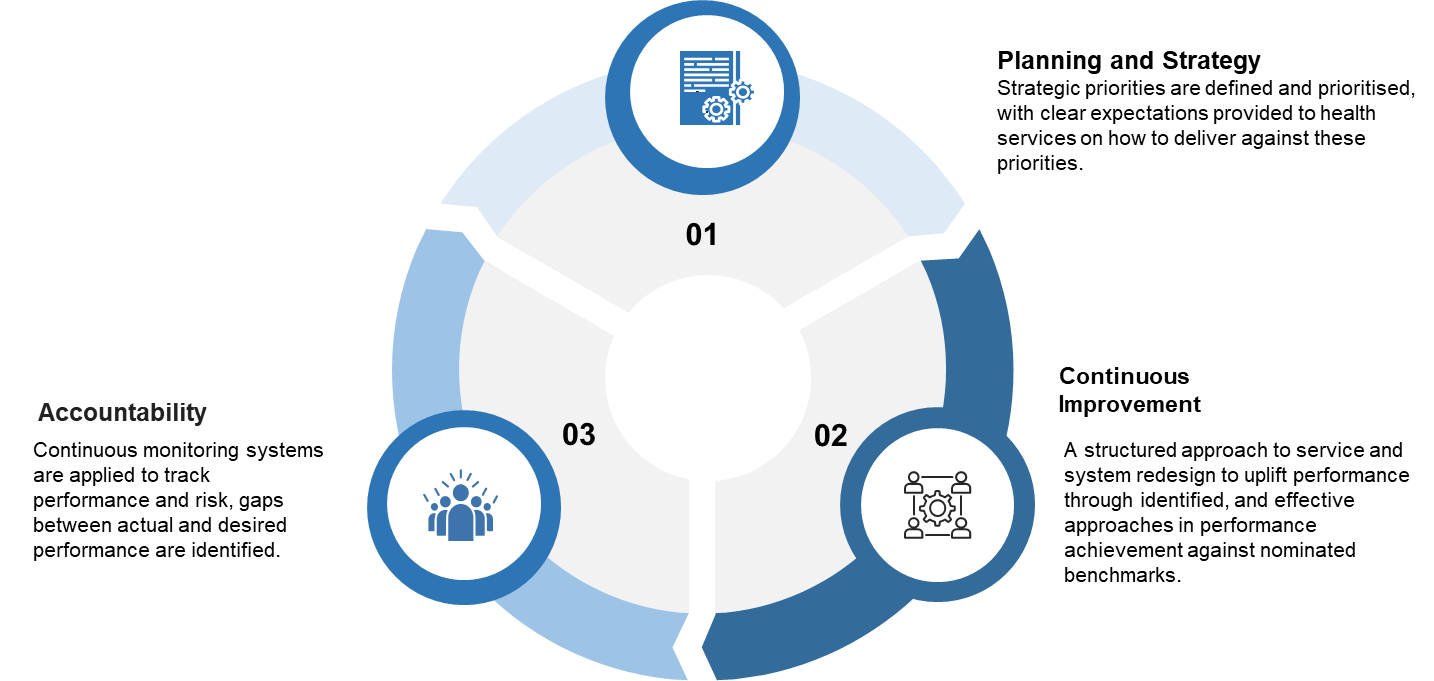 Planning and Strategy
Strategic priorities are defined and prioritised,
with clear expectations provided to health
services on how to deliver against these
priorities.
01
Continuous
Improvement
A structured approach to service and
system redesign to uplift performance
through identified, and effective
approaches in performance
achievement against nominated
benchmarks.
02
Accountability
Continuous monitoring systems
are applied to track
performance and risk, gaps
between actual and desired
performance are identified.
03